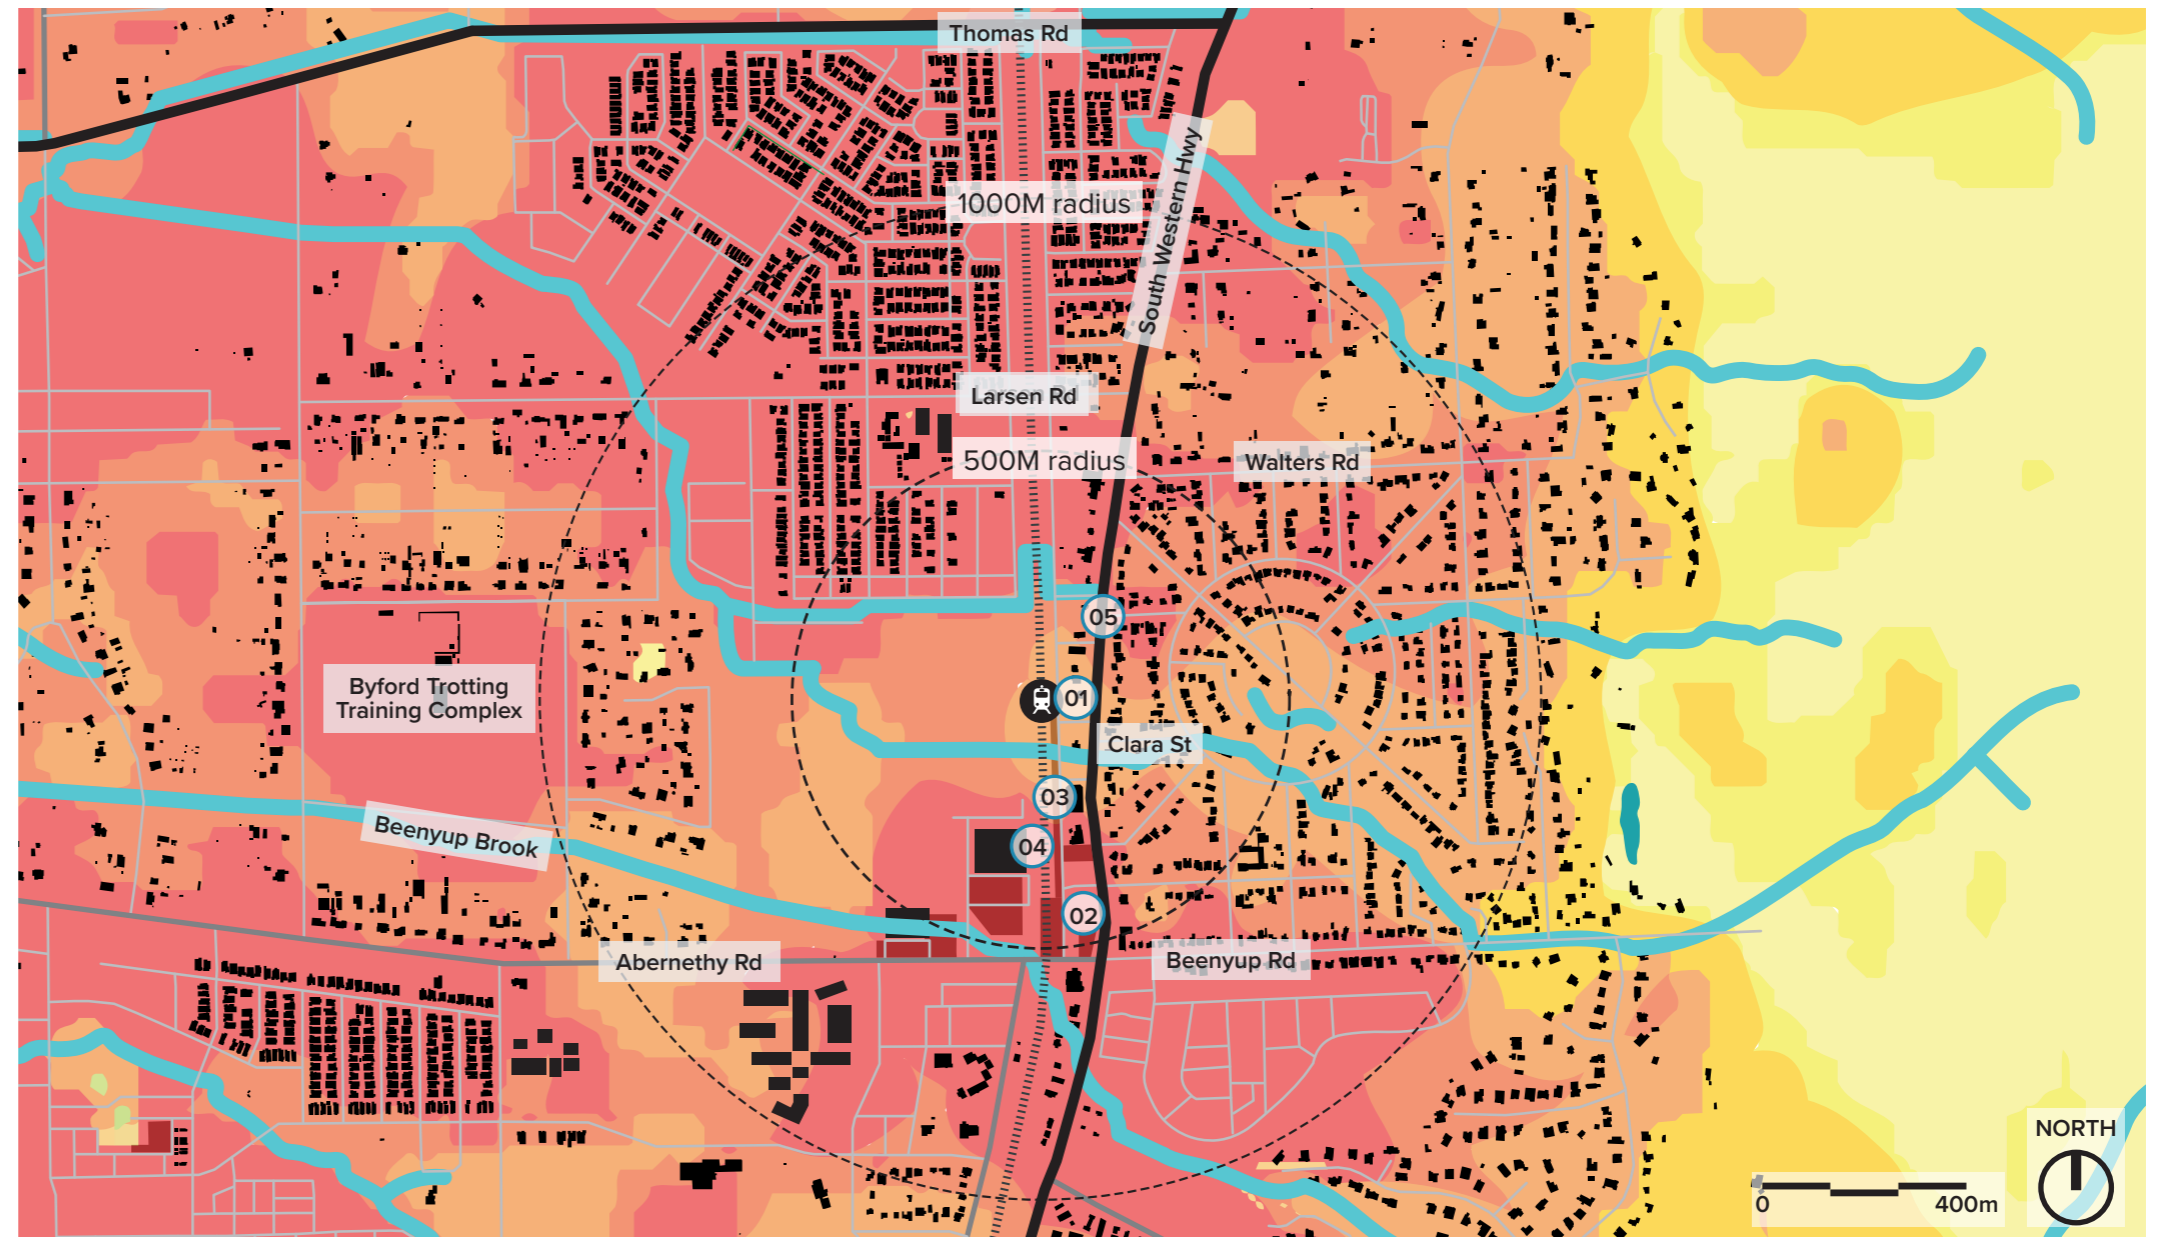 Thomas Rd
1000M radius
South Western Hwy
Larsen Rd
500M radius
Walters Rd
05
Byford Trotting
Training Complex
01
Clara St
03
Beenyup Brook
04
02
Abernethy Rd
Beenyup Rd
NORTH
0
400m